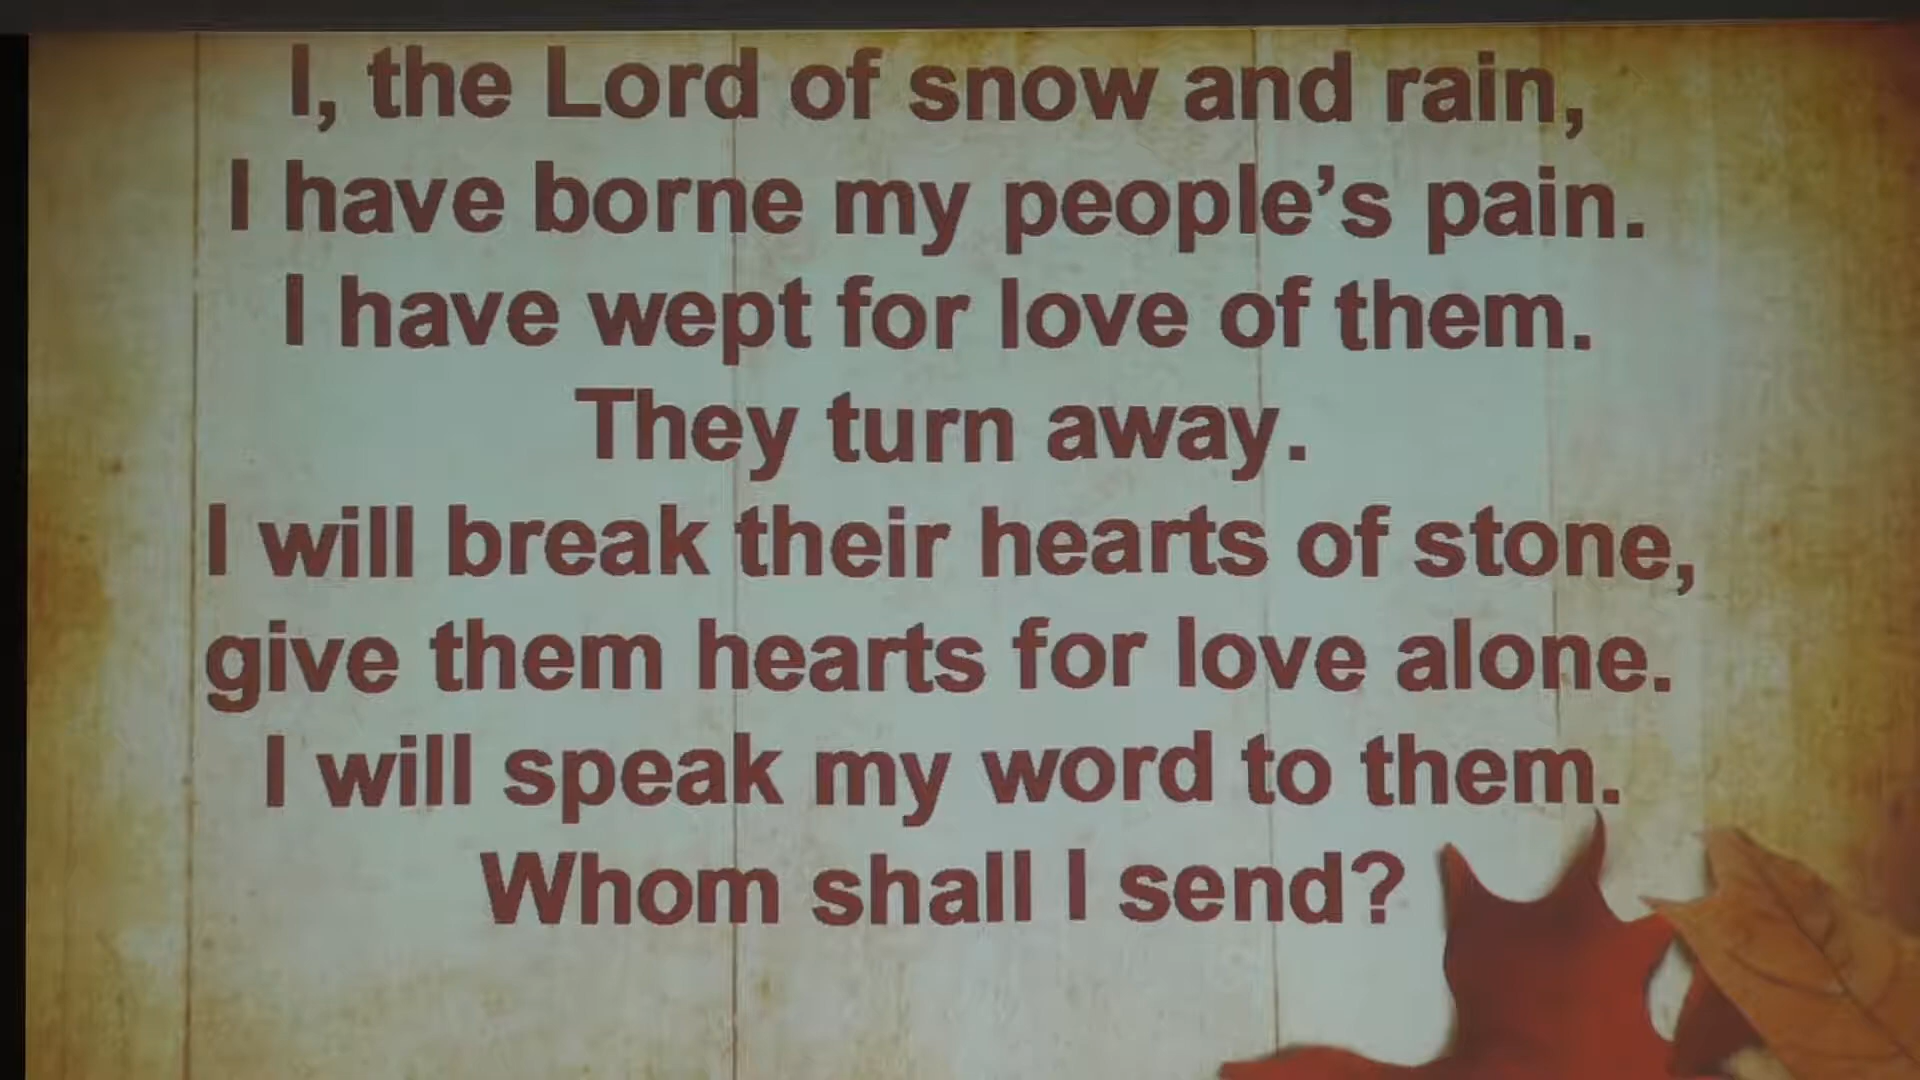 I, the Lord of snow and rain,
I have borne my people’s pain.
I have wept for love of them.
They turn away.
I will break their hearts of stone,
give them hearts for love alone.
I will speak my word to them.
Whom shall I send?